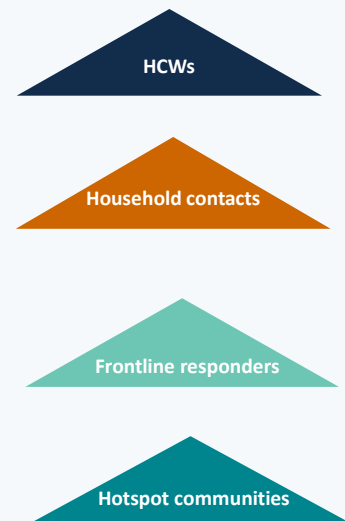 HCWs
Household contacts
Frontline responders
Hotspot communities